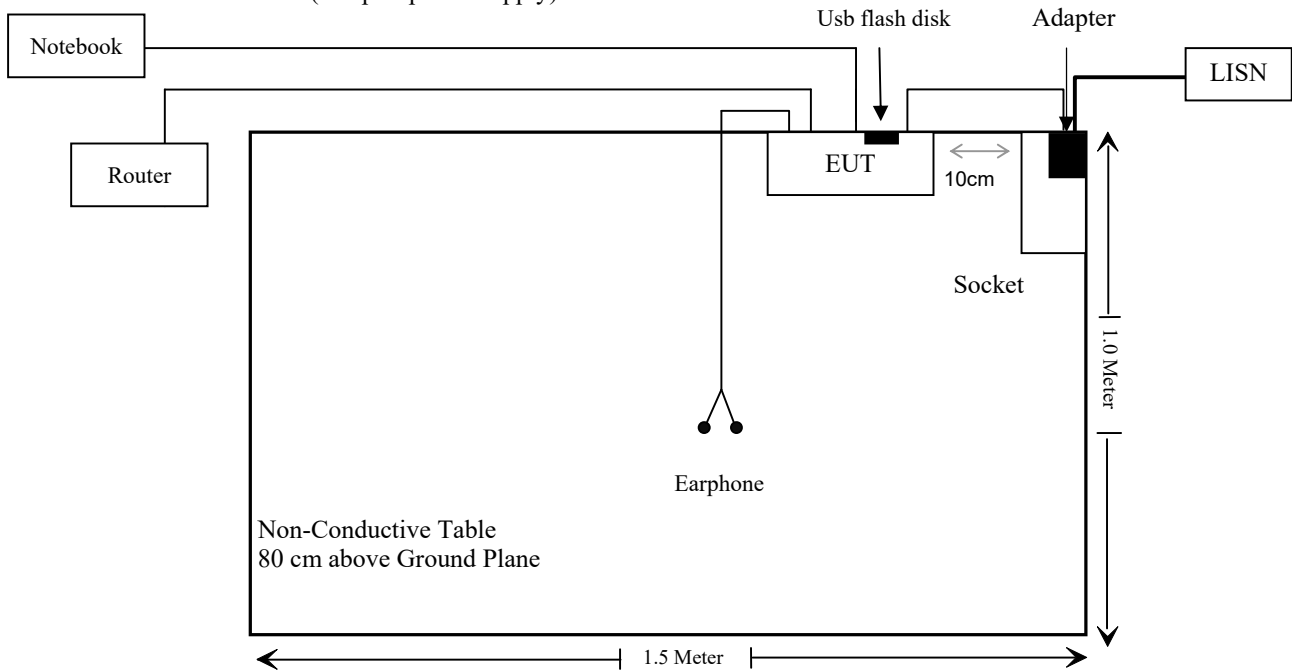 Usb flash disk
Adapter
Notebook
LISN
Router
EUT
10cm
Socket
1.0 Meter
Earphone
Non-Conductive Table
80 cm above Ground Plane
1.5 Meter